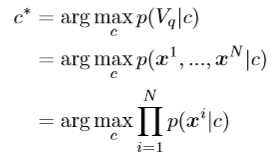 c* = arg max_c p(V_q|c)
= arg max_c p(x^1, ..., x^N|c)
= arg max_c ∏_{i=1}^{N} p(x^i|c)